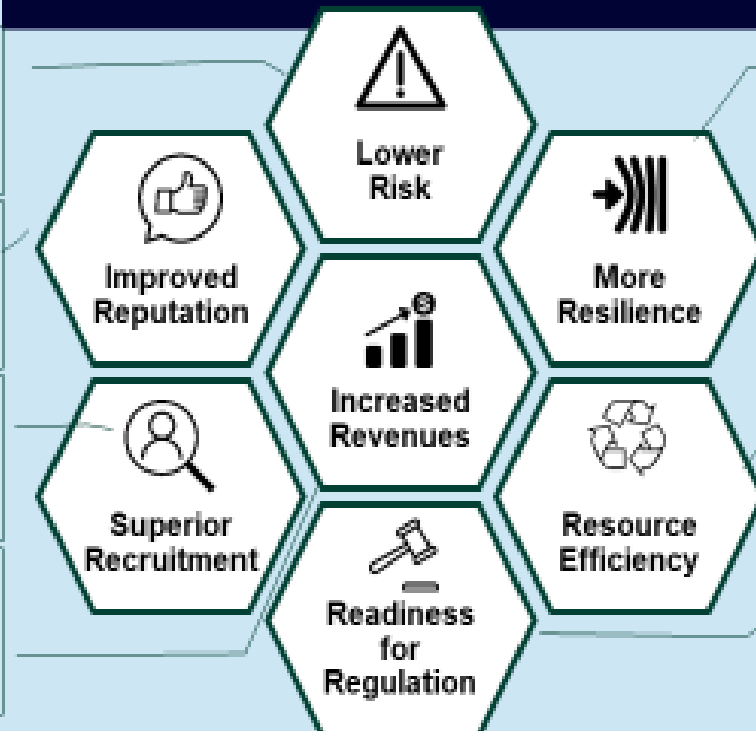 Lower
Risk
Improved
Reputation
More
Resilience
Increased
Revenues
Superior
Recruitment
Resource
Efficiency
Readiness
for
Regulation